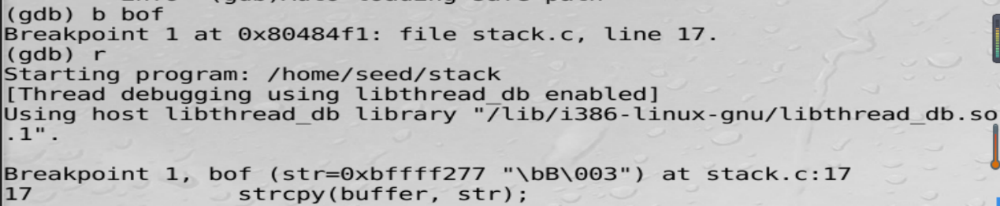 (gdb) b bof
Breakpoint 1 at 0x80484f1: file stack.c, line 17.
(gdb) r
Starting program: /home/seed/stack
[Thread debugging using libthread_db enabled]
Using host libthread_db library "/lib/i386-linux-gnu/libthread_db.so
.1".
Breakpoint 1, bof (str=0xbffff277 "\bB\003") at stack.c:17
17 strcpy(buffer, str);